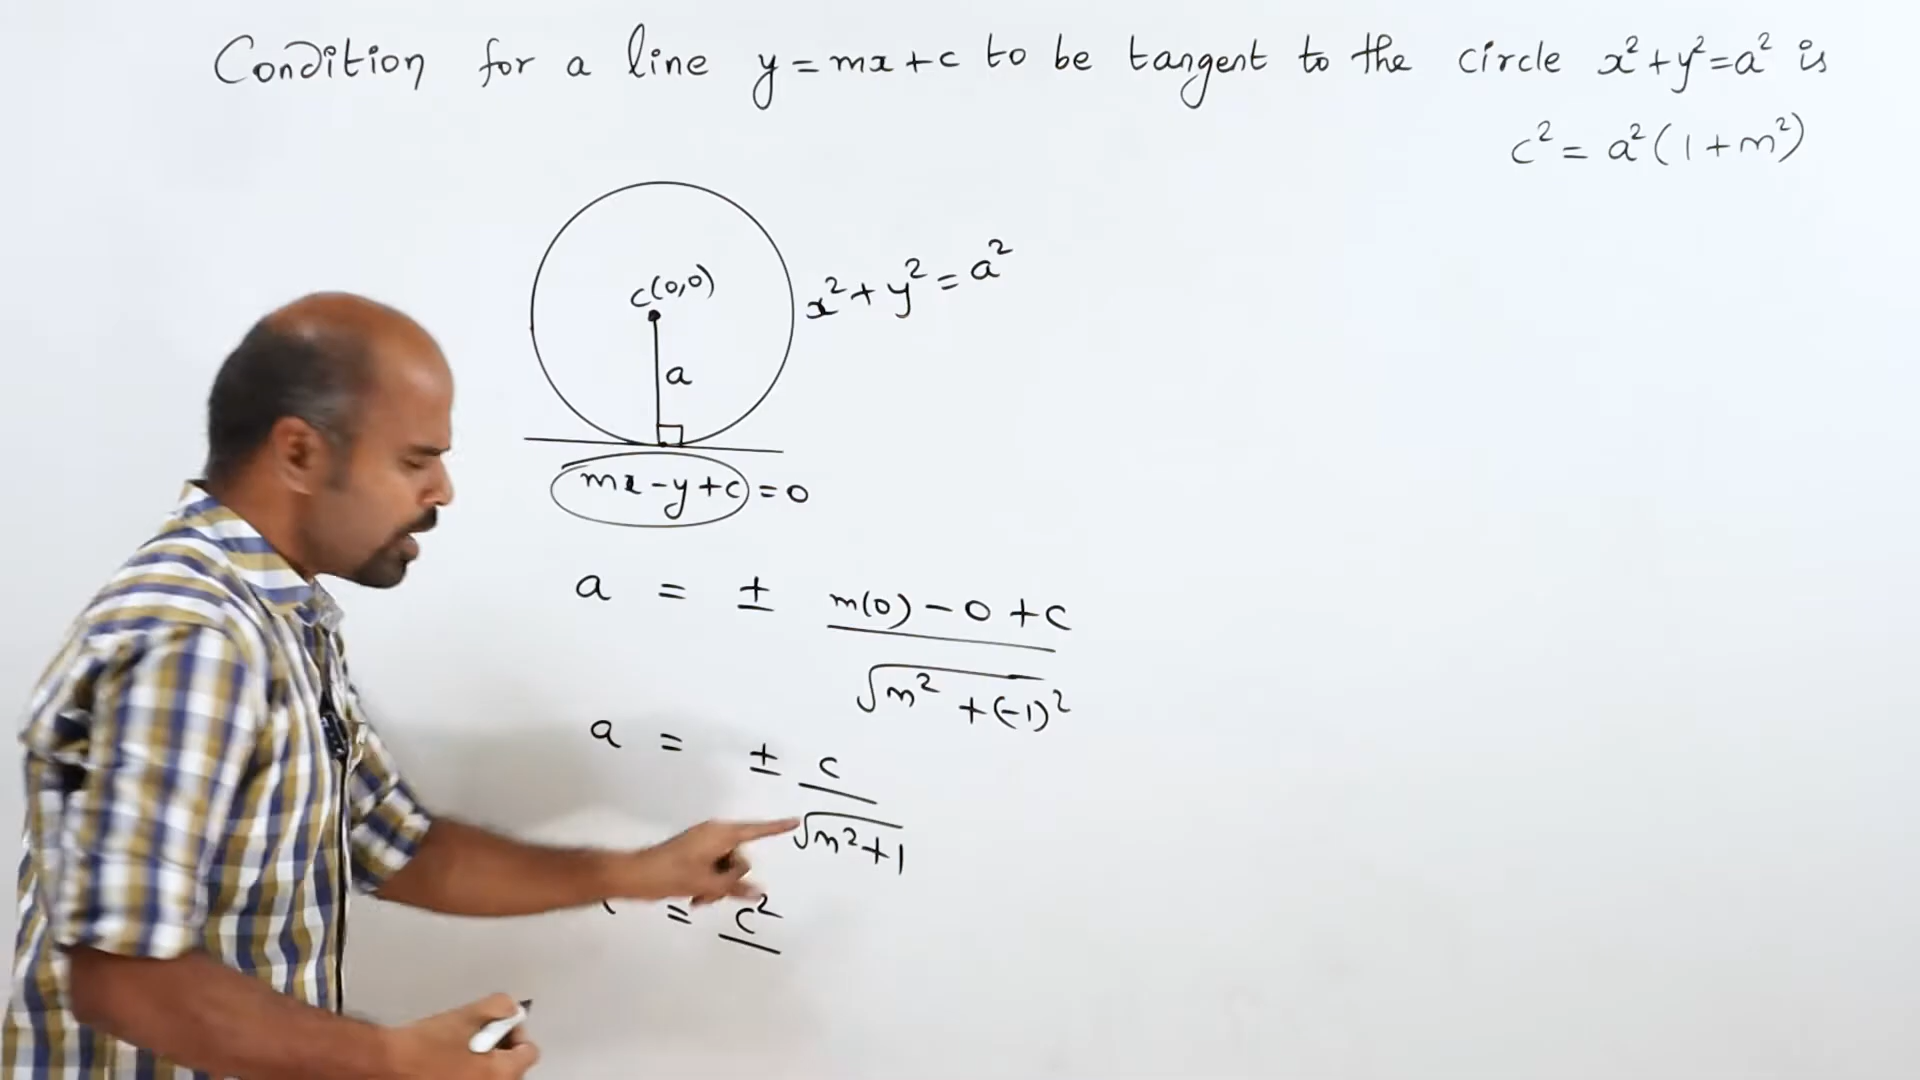 Condition for a line y = mx + c to be tangent to the circle x² + y² = a² is
c² = a²(1 + m²)
c(0,0)
x² + y² = a²
a
mx - y + c = 0
a = ± m(0) - 0 + c
√m² + (-1)²
a = ± c
√m² + 1
= c²